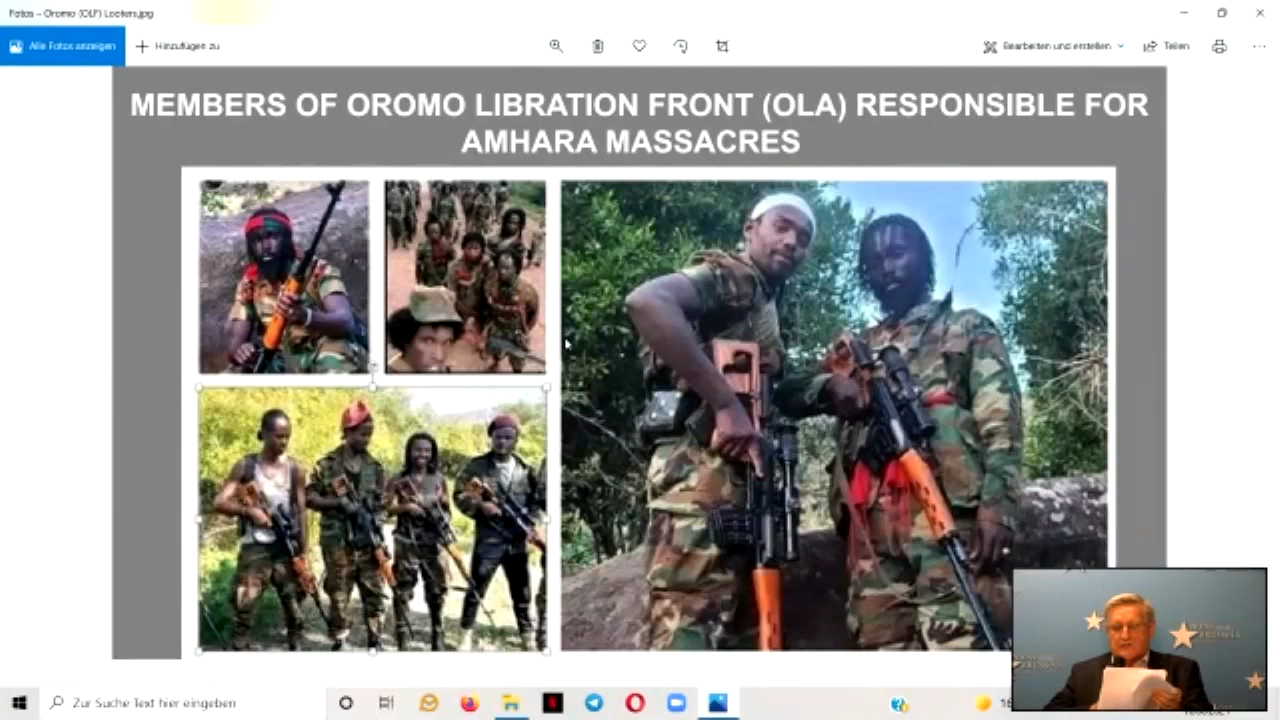 Fotos – Oromo (OLF) Looters.jpg
Alle Fotos anzeigen
Hinzufügen zu
Bearbeiten und erstellen
Teilen
MEMBERS OF OROMO LIBRATION FRONT (OLA) RESPONSIBLE FOR
AMHARA MASSACRES
Zur Suche Text hier eingeben